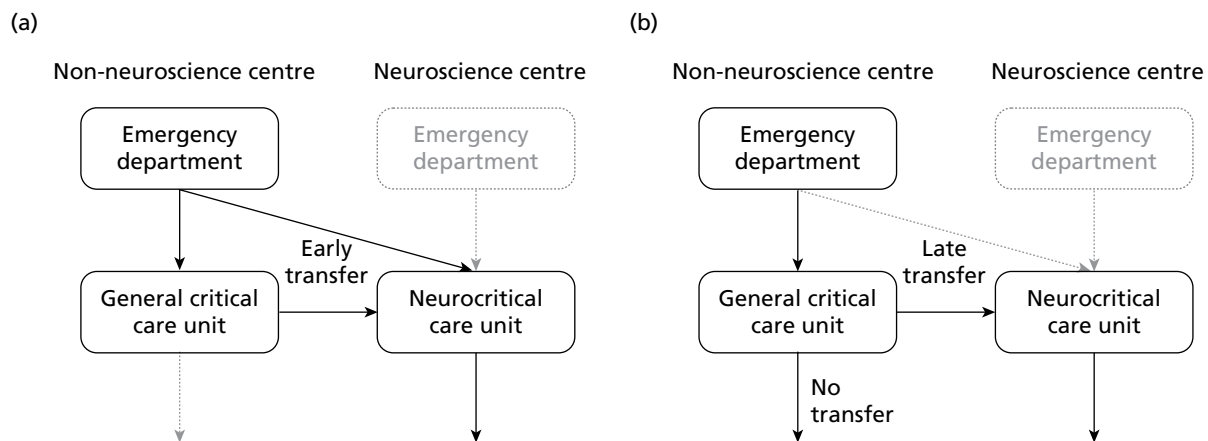 (a)
Non-neuroscience centre
Neuroscience centre
Emergency
department
Emergency
department
Early
transfer
General critical
care unit
Neurocritical
care unit
(b)
Non-neuroscience centre
Neuroscience centre
Emergency
department
Emergency
department
Late
transfer
General critical
care unit
Neurocritical
care unit
No
transfer